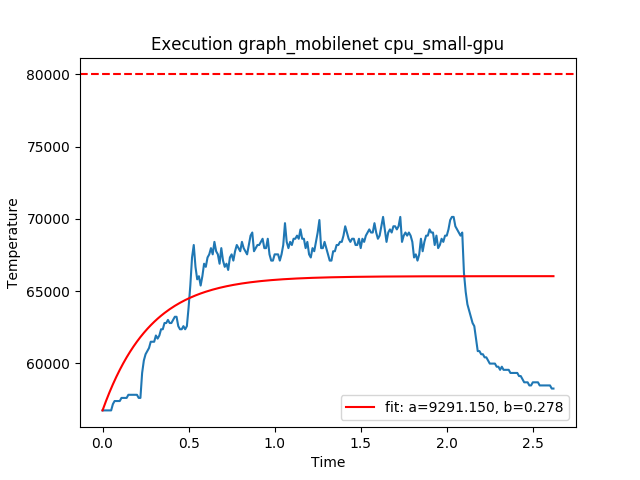 Execution graph_mobilenet cpu_small-gpu
80000
75000
70000
65000
60000
Temperature
0.0
0.5
1.0
1.5
2.0
2.5
Time
fit: a=9291.150, b=0.278